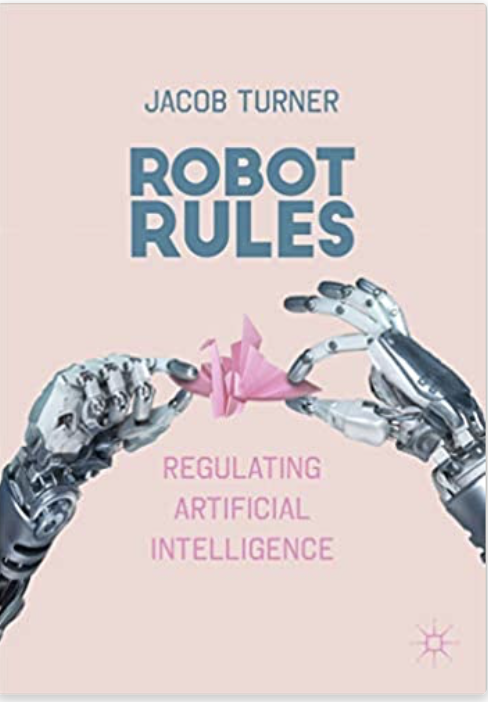 JACOB TURNER
ROBOT
RULES
REGULATING
ARTIFICIAL
INTELLIGENCE